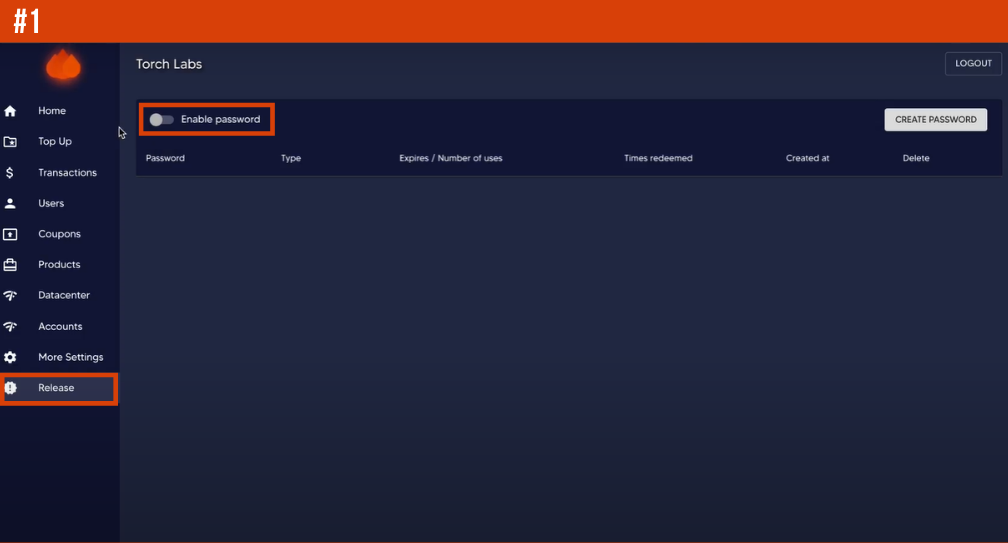 #1
Torch Labs
LOGOUT
Home
Top Up
Transactions
Users
Coupons
Products
Datacenter
Accounts
More Settings
Release
Enable password
CREATE PASSWORD
Password Type Expires / Number of uses Times redeemed Created at Delete